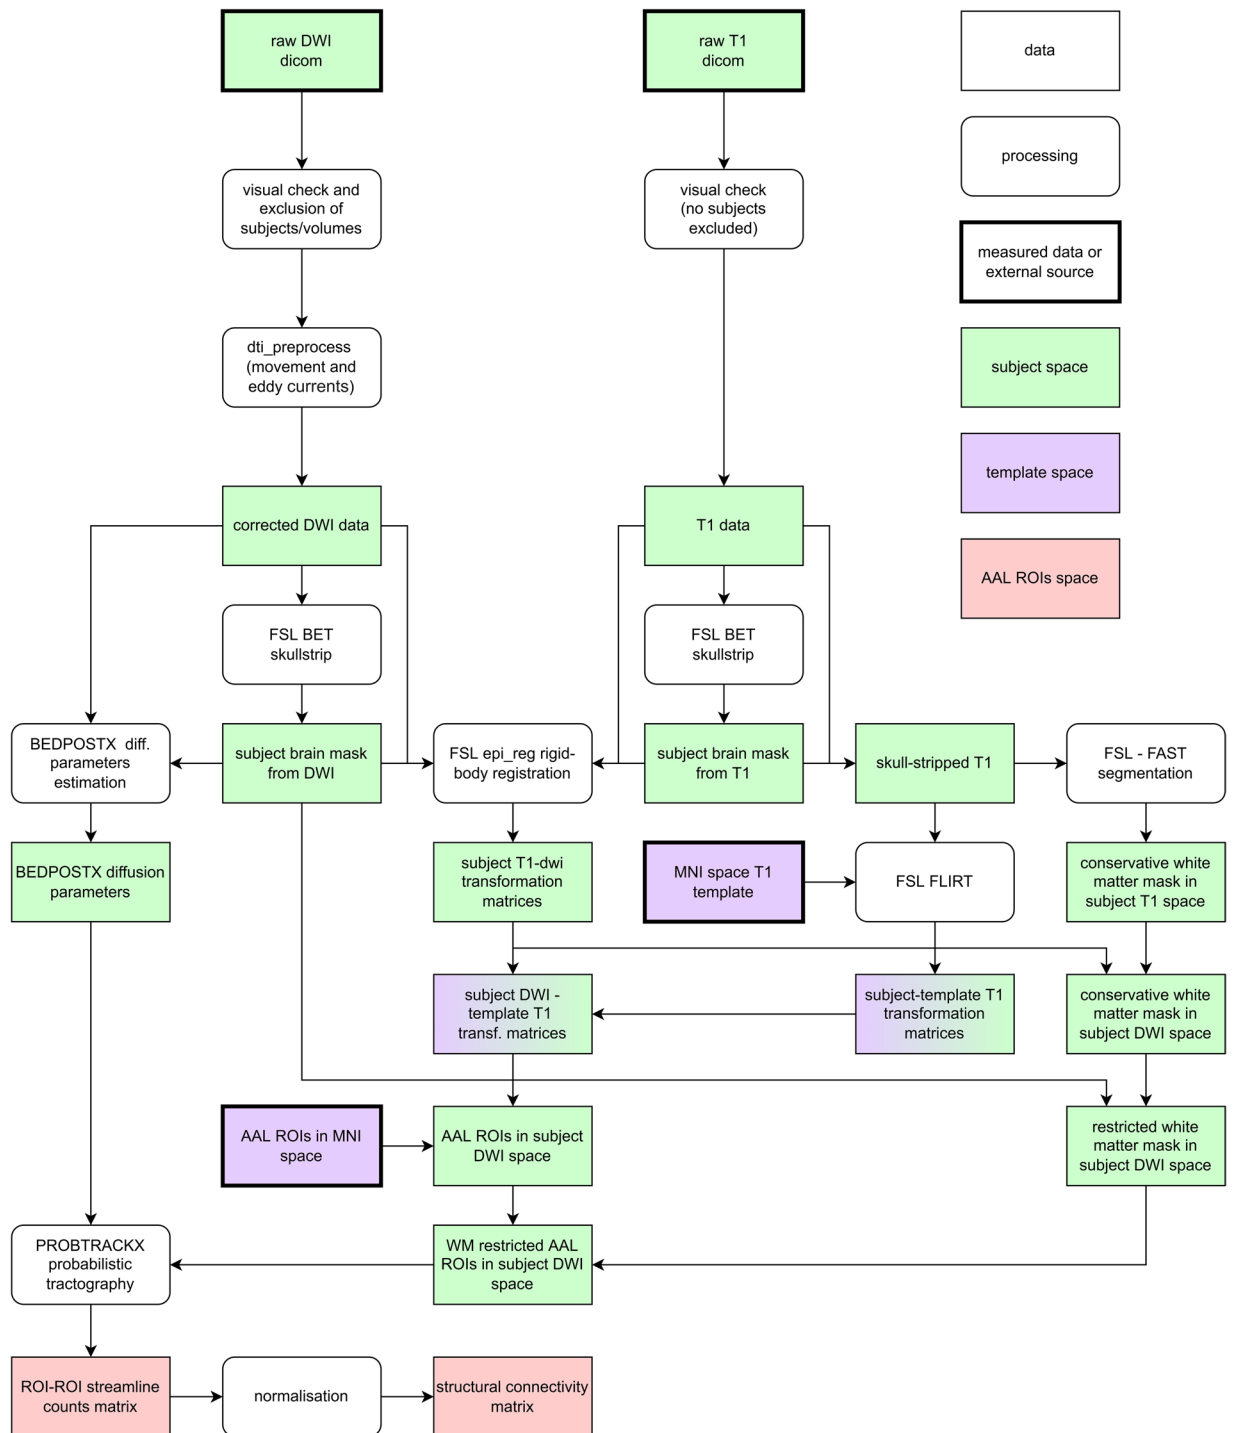 raw DWI
dicom
raw T1
dicom
data
processing
visual check and
exclusion of
subjects/volumes
visual check
(no subjects
excluded)
measured data or
external source
dti_preprocess
(movement and
eddy currents)
subject space
template space
corrected DWI data
T1 data
AAL ROIs space
FSL BET
skullstrip
FSL BET
skullstrip
BEDPOSTX diff.
parameters
estimation
subject brain mask
from DWI
FSL epi_reg rigid-
body registration
subject brain mask
from T1
skull-stripped T1
FSL - FAST
segmentation
BEDPOSTX diffusion
parameters
subject T1-dwi
transformation
matrices
MNI space T1
template
FSL FLIRT
conservative white
matter mask in
subject T1 space
subject DWI -
template T1
transf. matrices
subject-template T1
transformation
matrices
conservative white
matter mask in
subject DWI space
AAL ROIs in MNI
space
AAL ROIs in subject
DWI space
restricted white
matter mask in
subject DWI space
PROBTRACKX
probabilistic
tractography
WM restricted AAL
ROIs in subject DWI
space
ROI-ROI streamline
counts matrix
normalisation
structural connectivity
matrix